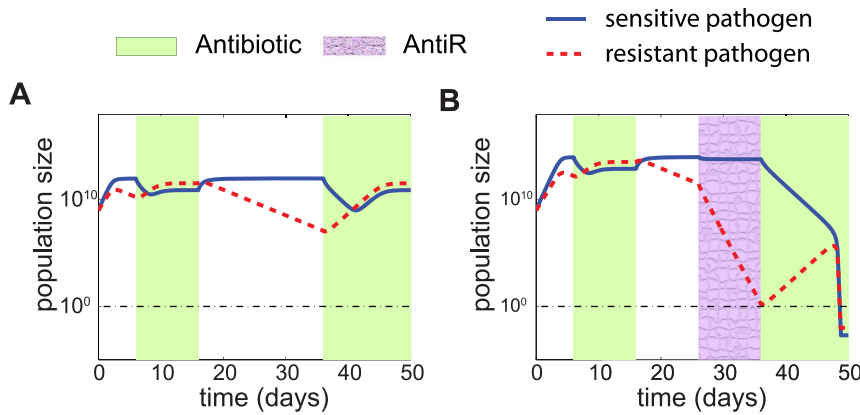 Antibiotic AntiR
sensitive pathogen
resistant pathogen
A
population size
10^10
10^0
0 10 20 30 40 50
time (days)
B
population size
10^10
10^0
0 10 20 30 40 50
time (days)